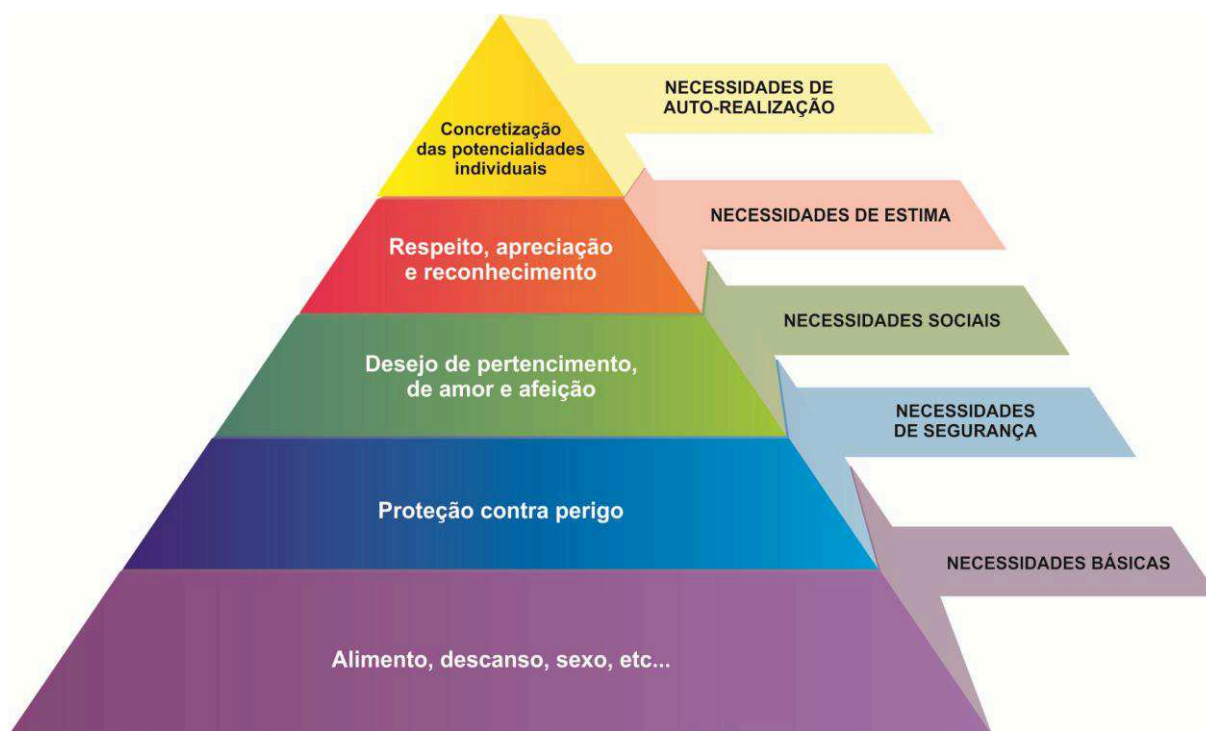 NECESSIDADES DE
AUTO-REALIZAÇÃO
Concretização
das potencialidades
individuais
NECESSIDADES DE ESTIMA
Respeito, apreciação
e reconhecimento
NECESSIDADES SOCIAIS
Desejo de pertencimento,
de amor e afeição
NECESSIDADES
DE SEGURANÇA
Proteção contra perigo
NECESSIDADES BÁSICAS
Alimento, descanso, sexo, etc...